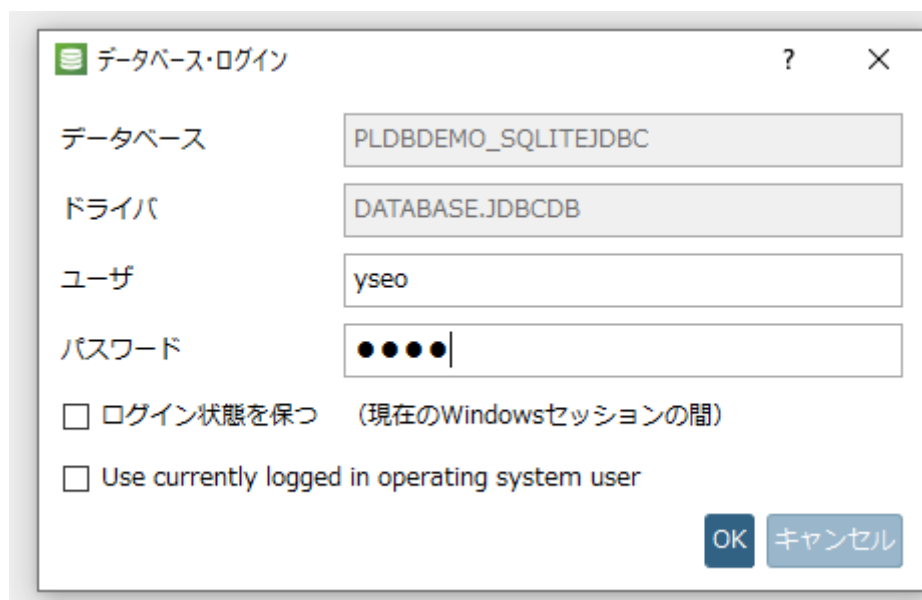 データベース・ログイン ?
データベース PLDBDEMO_SQLITEJDBC
ドライバ DATABASE.JDBCDB
ユーザ yseo
パスワード ●●●●
ログイン状態を保つ （現在のWindowsセッションの間）
Use currently logged in operating system user
OK キャンセル